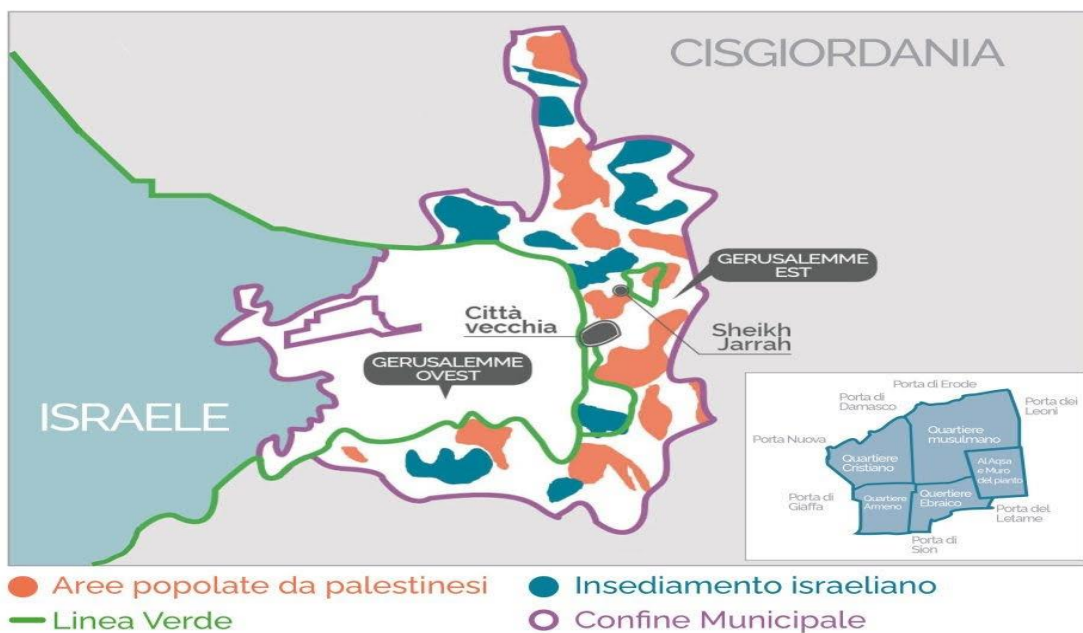 CISGIORDANIA
GERUSALEMME
EST
Città
vecchia
Sheikh
Jarrah
GERUSALEMME
OVEST
ISRAELE
Porta di Erode
Porta di
Damasco
Porta dei
Leoni
Porta Nuova
Quartiere
musulmano
Quartiere
Cristiano
Al Aqsa
e Muro
del pianto
Porta di
Giaffa
Quartiere
Armeno
Quertiere
Ebraico
Porta del
Letame
Porta di
Sion
Aree popolate da palestinesi
Insediamento israeliano
Linea Verde
Confine Municipale